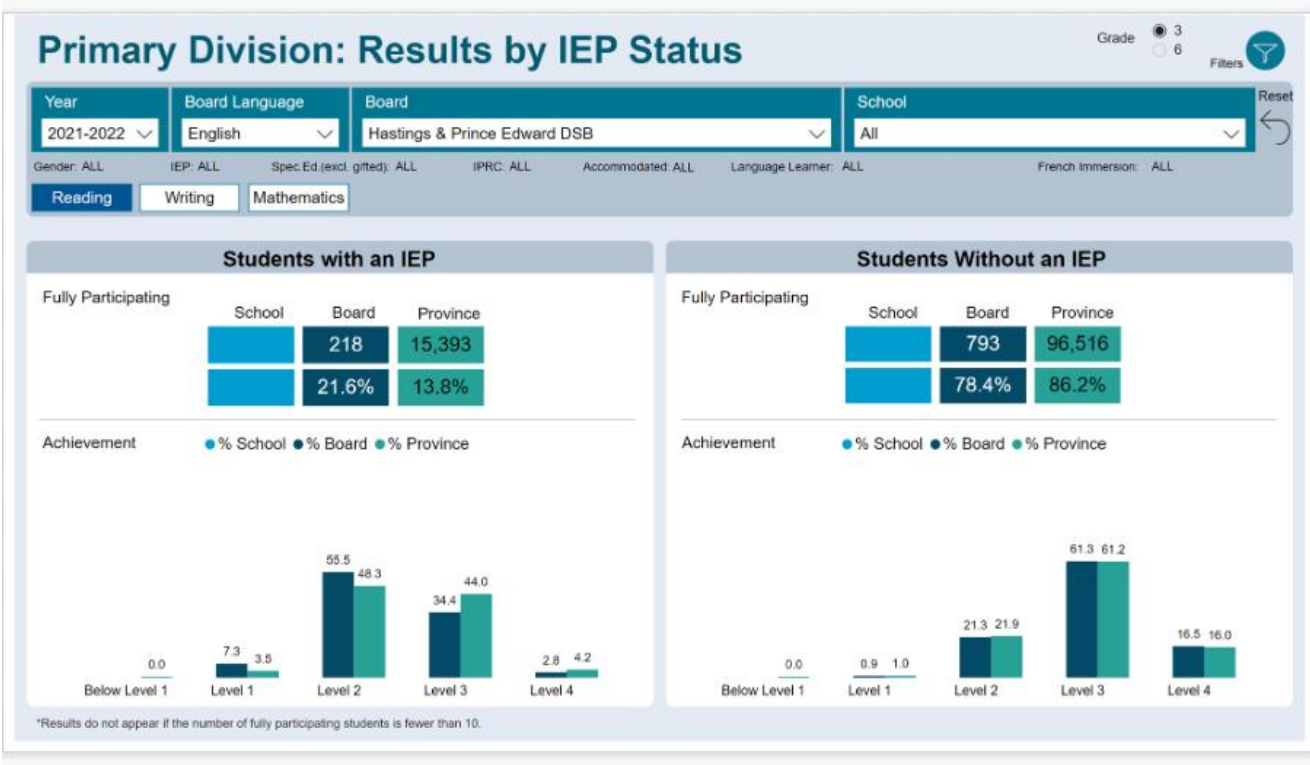 Primary Division: Results by IEP Status
Grade 3
6
Filters
Year Board Language Board School Reset
2021-2022 English Hastings & Prince Edward DSB All
Gender: ALL IEP: ALL Spec.Ed.(excl. gifted): ALL IPRC: ALL Accommodated: ALL Language Learner: ALL French Immersion: ALL
Reading Writing Mathematics
Students with an IEP
Fully Participating
School Board Province
218 15,393
21.6% 13.8%
Achievement % School % Board % Province
55.5 48.3
34.4 44.0
0.0 7.3 3.5 2.8 4.2
Below Level 1 Level 1 Level 2 Level 3 Level 4
Students Without an IEP
Fully Participating
School Board Province
793 96,516
78.4% 86.2%
Achievement % School % Board % Province
61.3 61.2
21.3 21.9 16.5 16.0
0.0 0.9 1.0
Below Level 1 Level 1 Level 2 Level 3 Level 4
*Results do not appear if the number of fully participating students is fewer than 10.